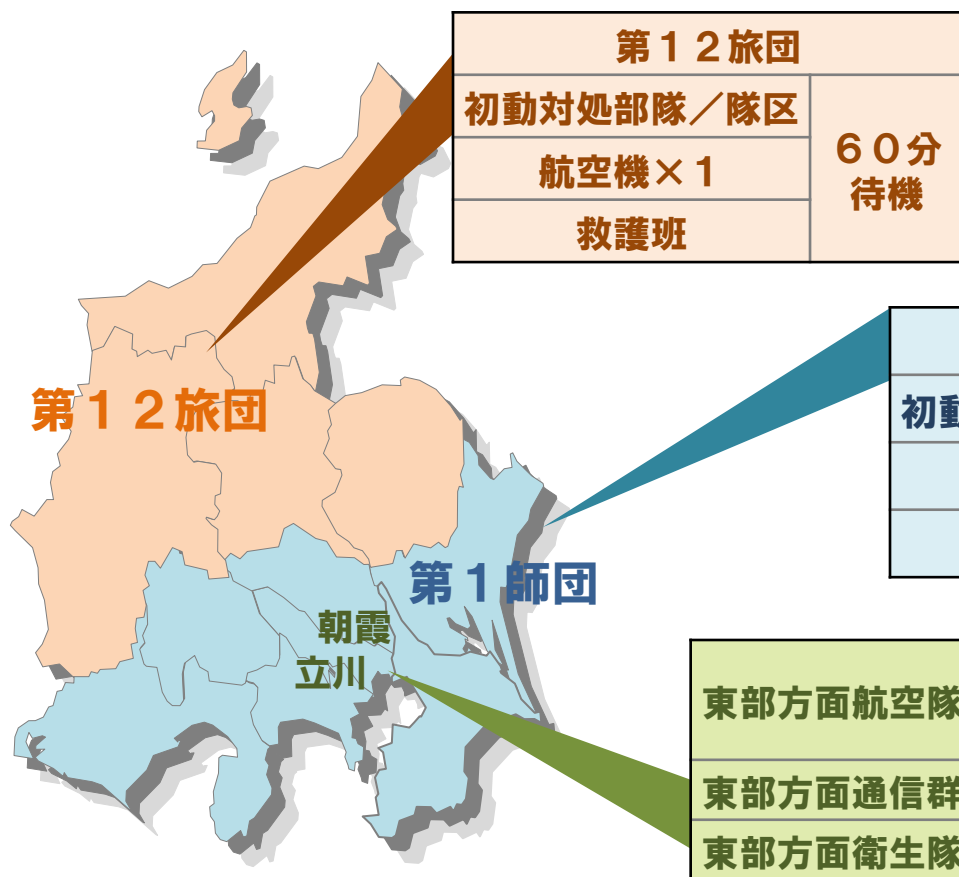 第１２旅団
初動対処部隊／隊区
航空機×１
救護班
６０分
待機
第１２旅団
初動
第１師団
朝霞
立川
東部方面航空隊
東部方面通信群
東部方面衛生隊